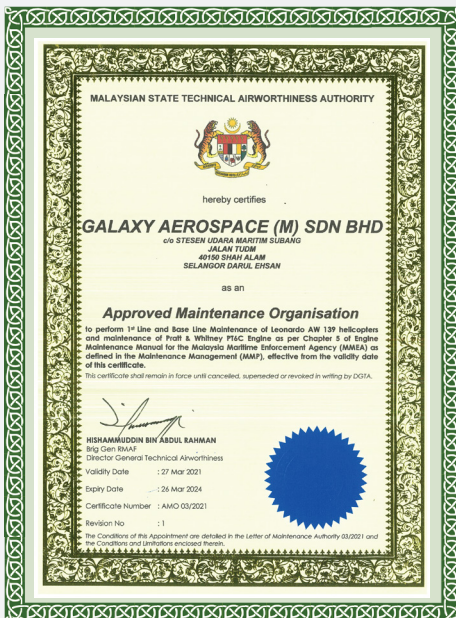 MALAYSIAN STATE TECHNICAL AIRWORTHINESS AUTHORITY
hereby certifies
GALAXY AEROSPACE (M) SDN BHD
c/o STESEN UDARA MARITIM SUBANG
JALAN TUDM
40150 SHAH ALAM
SELANGOR DARUL EHSAN
as an
Approved Maintenance Organisation
to perform 1st Line and Base Line Maintenance of Leonardo AW 139 helicopters
and maintenance of Pratt & Whitney PT6C Engine as per Chapter 5 of Engine
Maintenance Manual for the Malaysia Maritime Enforcement Agency (MMEA) as
defined in the Maintenance Management (MMP), effective from the validity date
of this certificate.
This certificate shall remain in force until cancelled, superseded or revoked in writing by DGTA.
HISHAMMUDDIN BIN ABDUL RAHMAN
Brig Gen RMAF
Director General Technical Airworthiness
Validity Date : 27 Mar 2021
Expiry Date : 26 Mar 2024
Certificate Number : AMO 03/2021
Revision No : 1
The Conditions of this Appointment are detailed in the Letter of Maintenance Authority 03/2021 and
the Conditions and Limitations enclosed therein.